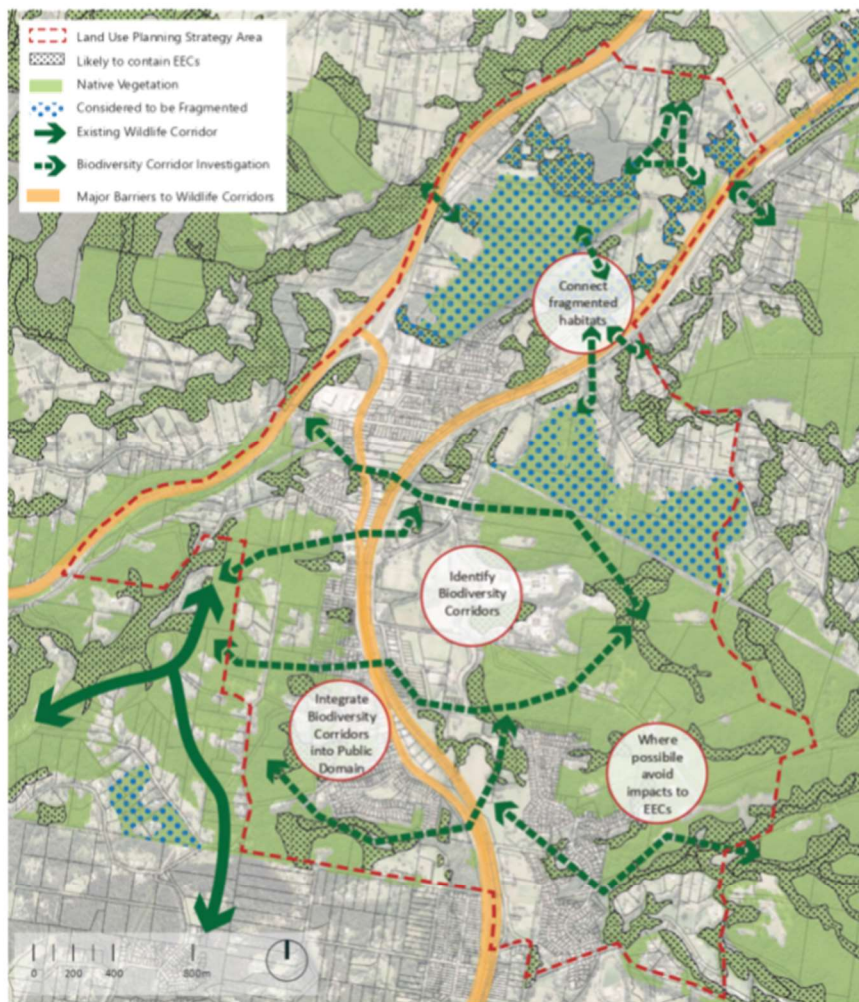 Land Use Planning Strategy Area
Likely to contain EECs
Native Vegetation
Considered to be Fragmented
Existing Wildlife Corridor
Biodiversity Corridor Investigation
Major Barriers to Wildlife Corridors
Connect
fragmented
habitats
Identify
Biodiversity
Corridors
Integrate
Biodiversity
Corridors
into Public
Domain
Where
possibile
avoid
impacts to
EECs
0 200 400 800m